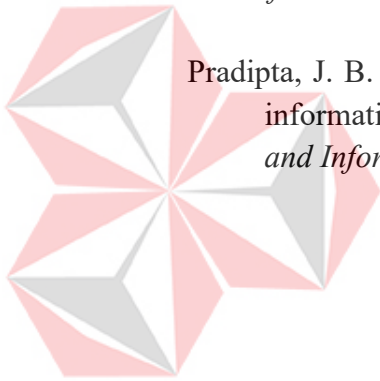 Pradipta, J. B.
informati
and Infor